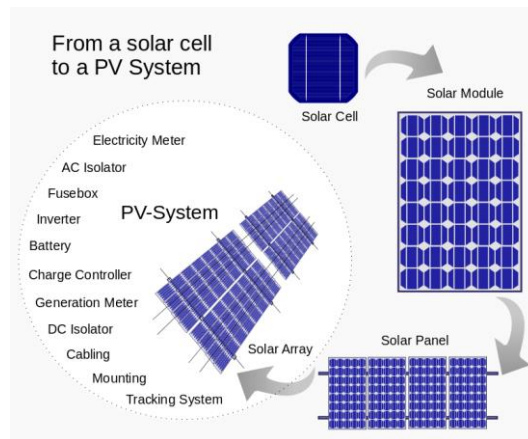 From a solar cell
to a PV System
Solar Cell
Solar Module
Solar Panel
Solar Array
PV-System
Electricity Meter
AC Isolator
Fusebox
Inverter
Battery
Charge Controller
Generation Meter
DC Isolator
Cabling
Mounting
Tracking System